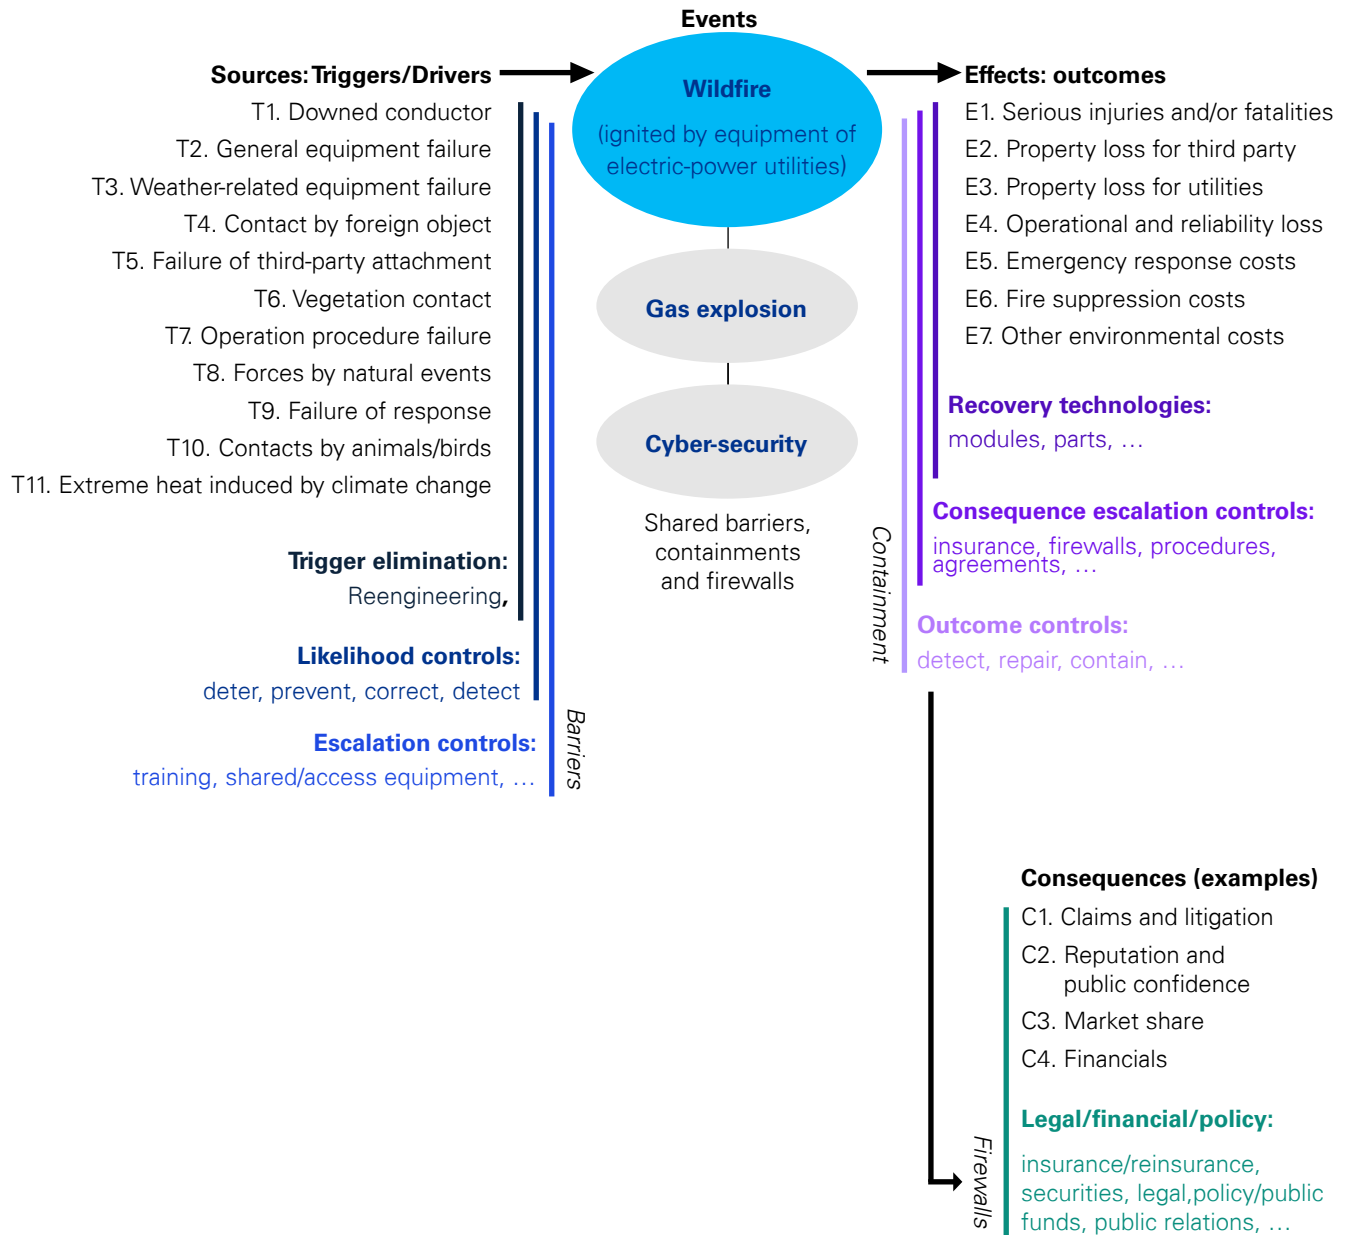 Events
Sources: Triggers/Drivers
T1. Downed conductor
T2. General equipment failure
T3. Weather-related equipment failure
T4. Contact by foreign object
T5. Failure of third-party attachment
T6. Vegetation contact
T7. Operation procedure failure
T8. Forces by natural events
T9. Failure of response
T10. Contacts by animals/birds
T11. Extreme heat induced by climate change
Trigger elimination:
Reengineering,
Likelihood controls:
deter, prevent, correct, detect
Escalation controls:
training, shared/access equipment, …
Barriers
Wildfire
(ignited by equipment of
electric-power utilities)
Gas explosion
Cyber-security
Shared barriers,
containments
and firewalls
Effects: outcomes
E1. Serious injuries and/or fatalities
E2. Property loss for third party
E3. Property loss for utilities
E4. Operational and reliability loss
E5. Emergency response costs
E6. Fire suppression costs
E7. Other environmental costs
Recovery technologies:
modules, parts, …
Consequence escalation controls:
insurance, firewalls, procedures,
agreements, …
Outcome controls:
detect, repair, contain, …
Containment
Consequences (examples)
C1. Claims and litigation
C2. Reputation and
public confidence
C3. Market share
C4. Financials
Legal/financial/policy:
insurance/reinsurance,
securities, legal,policy/public
funds, public relations, …
Firewalls